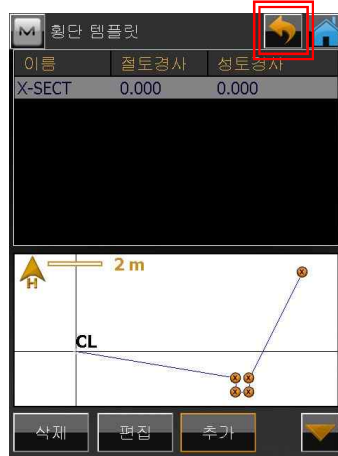 M 횡단 템플릿
이름 절토경사 성토경사
X-SECT 0.000 0.000
2 m
H
CL
삭제 편집 추가